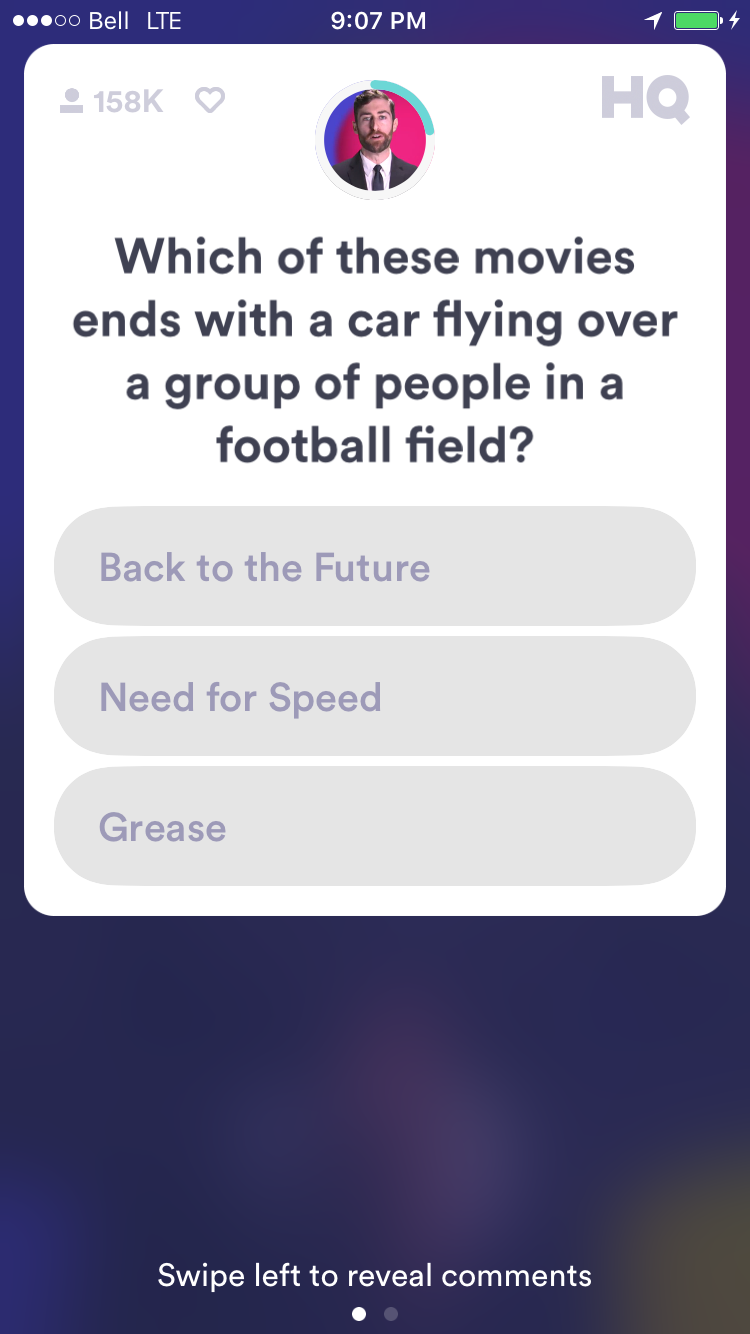 Bell LTE 9:07 PM
158K HQ
Which of these movies
ends with a car flying over
a group of people in a
football field?
Back to the Future
Need for Speed
Grease
Swipe left to reveal comments